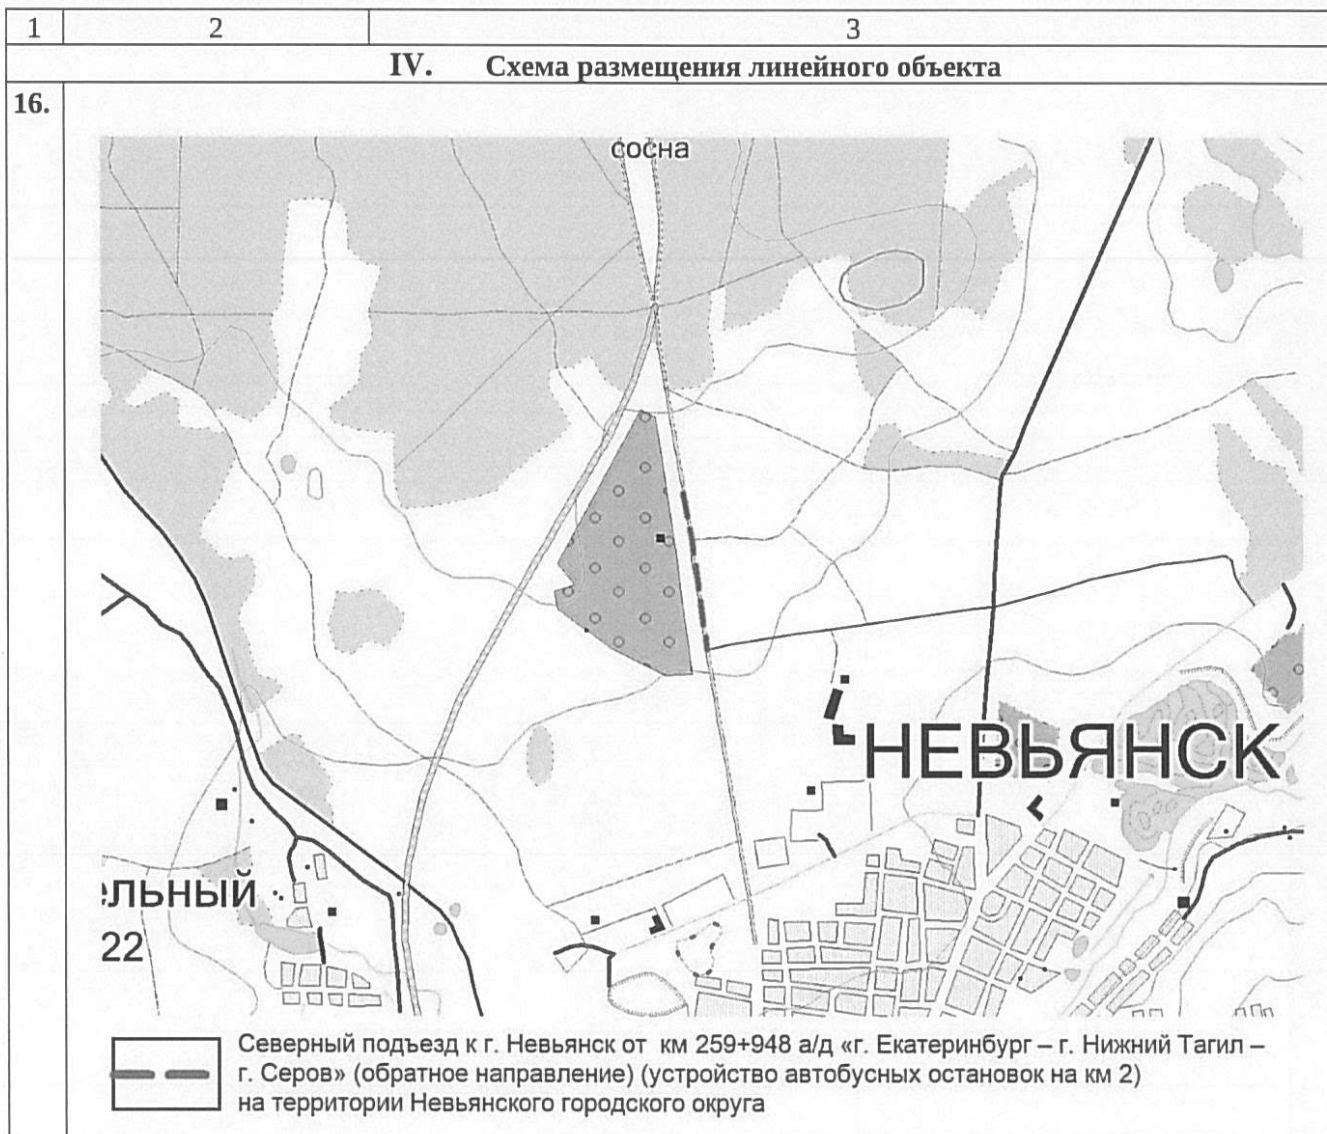 1 2 3
IV. Схема размещения линейного объекта
16.
сосна
НЕВЬЯНСК
ельный
22
Северный подъезд к г. Невьянск от км 259+948 а/д «г. Екатеринбург – г. Нижний Тагил –
г. Серов» (обратное направление) (устройство автобусных остановок на км 2)
на территории Невьянского городского округа